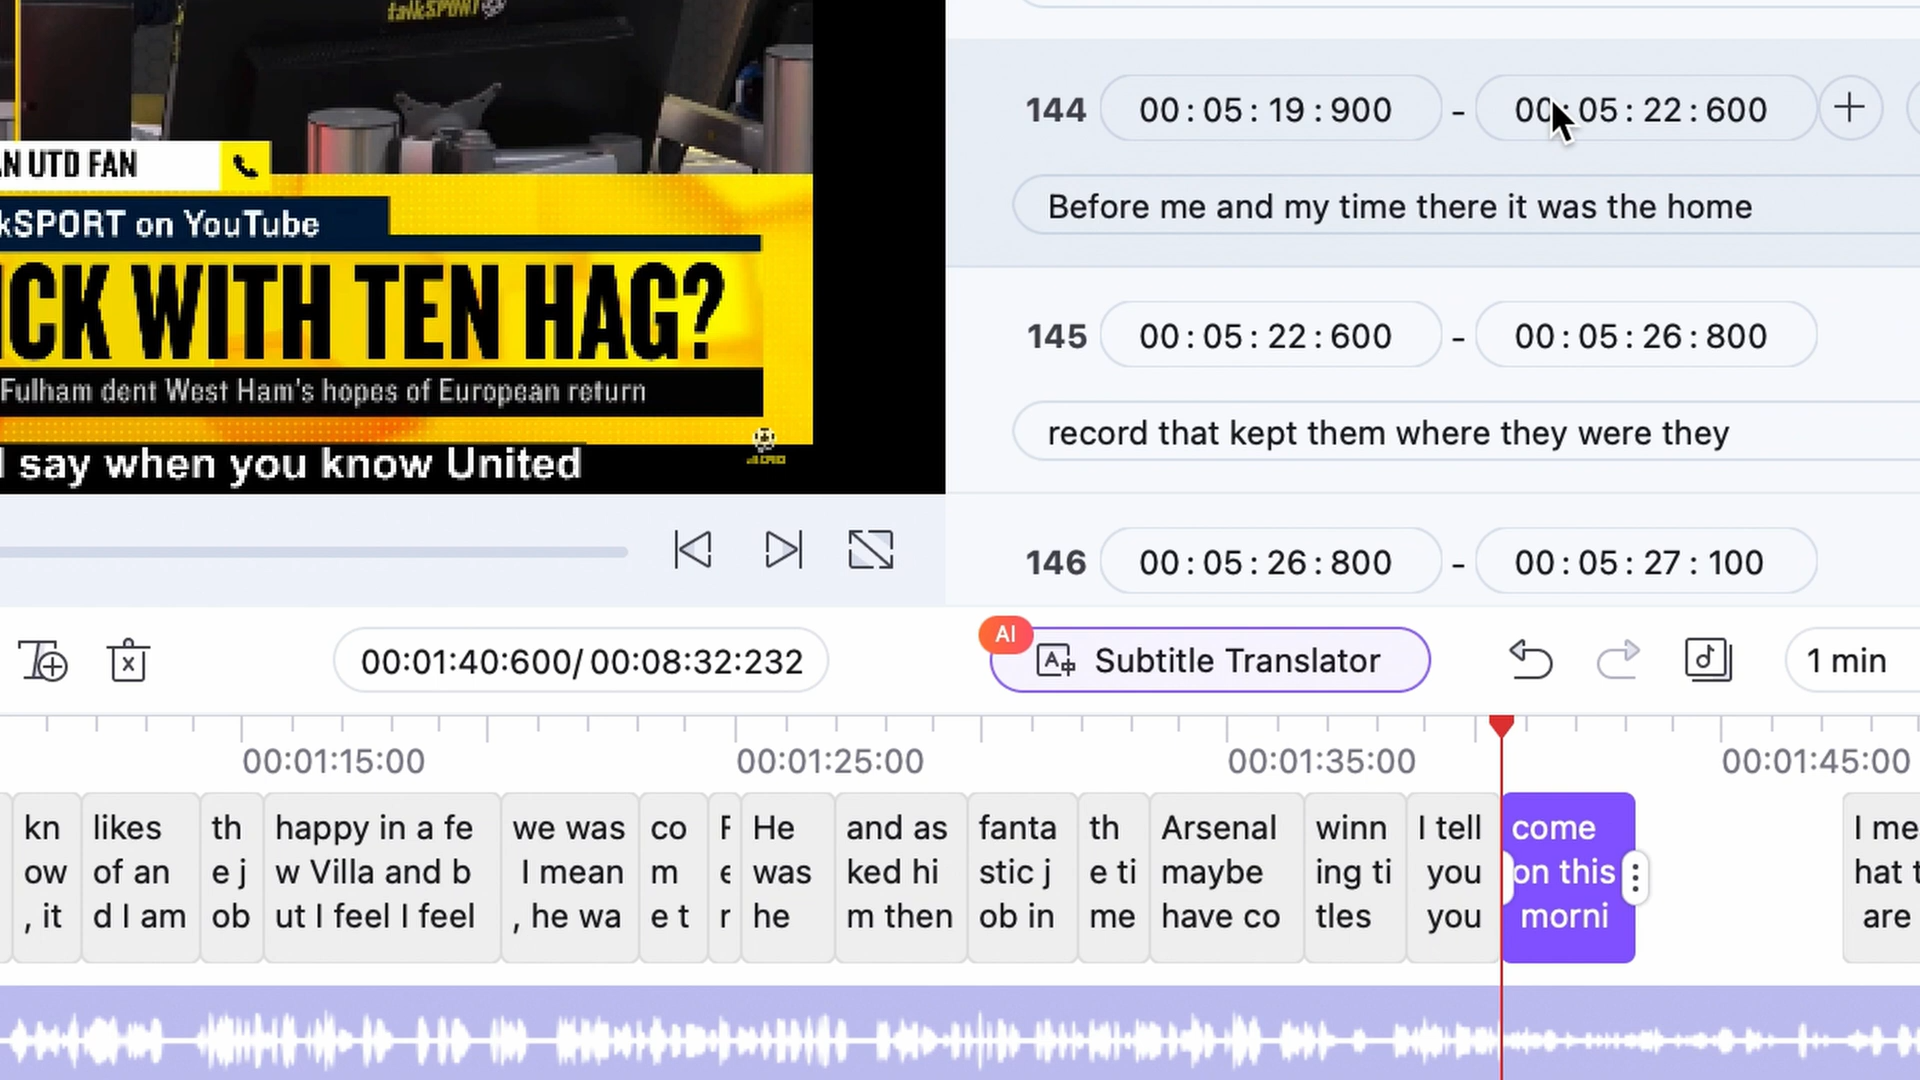 talkSPORT
AN UTD FAN
kSPORT on YouTube
ICK WITH TEN HAG?
Fulham dent West Ham's hopes of European return
I say when you know United
144 00:05:19:900 - 00:05:22:600
Before me and my time there it was the home
145 00:05:22:600 - 00:05:26:800
record that kept them where they were they
146 00:05:26:800 - 00:05:27:100
00:01:40:600/00:08:32:232
AI
Subtitle Translator
1 min
00:01:15:00 00:01:25:00 00:01:35:00 00:01:45:00
kn
ow
, it
likes
of an
d I am
th
e j
ob
happy in a fe
w Villa and b
ut I feel I feel
we was
I mean
, he wa
co
m
e t
He
was
he
and as
ked hi
m then
fanta
stic j
ob in
th
e ti
me
Arsenal
maybe
have co
winn
ing ti
tles
I tell
you
you
come
on this
morni
I me
hat t
are